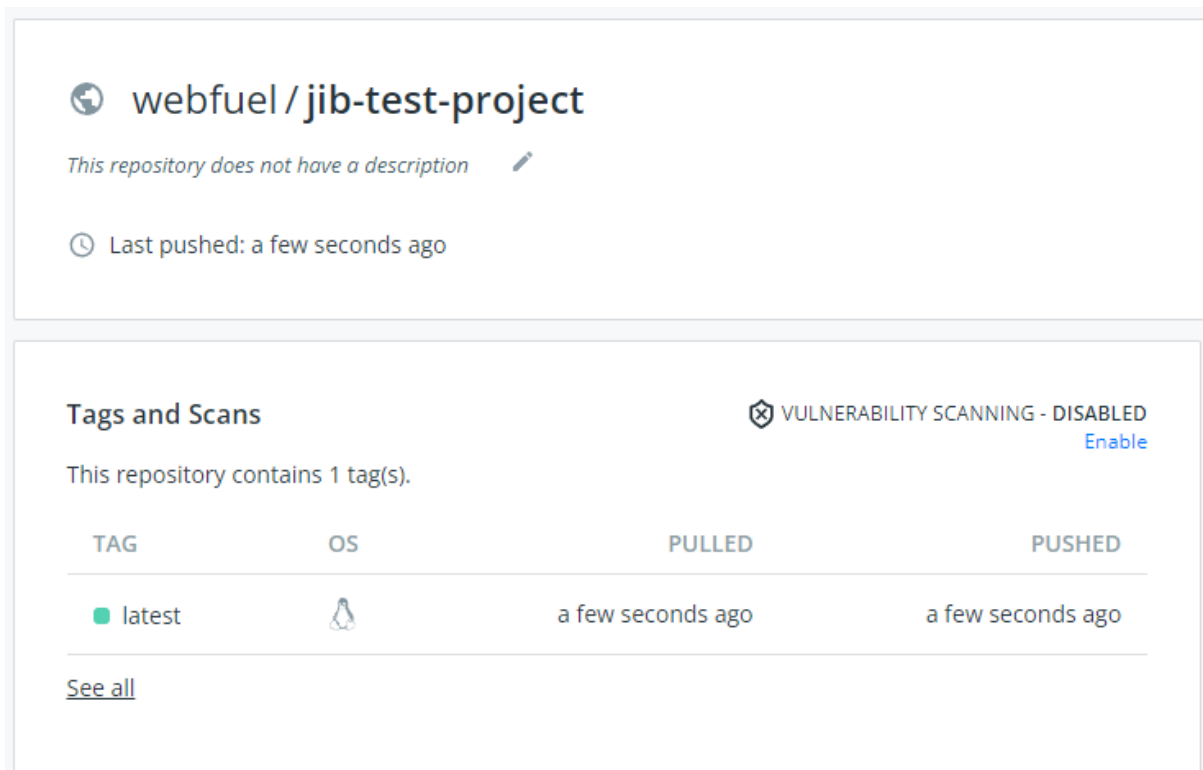 webfuel / jib-test-project
This repository does not have a description
Last pushed: a few seconds ago
Tags and Scans
VULNERABILITY SCANNING - DISABLED
Enable
This repository contains 1 tag(s).
TAG OS PULLED PUSHED
latest a few seconds ago a few seconds ago
See all